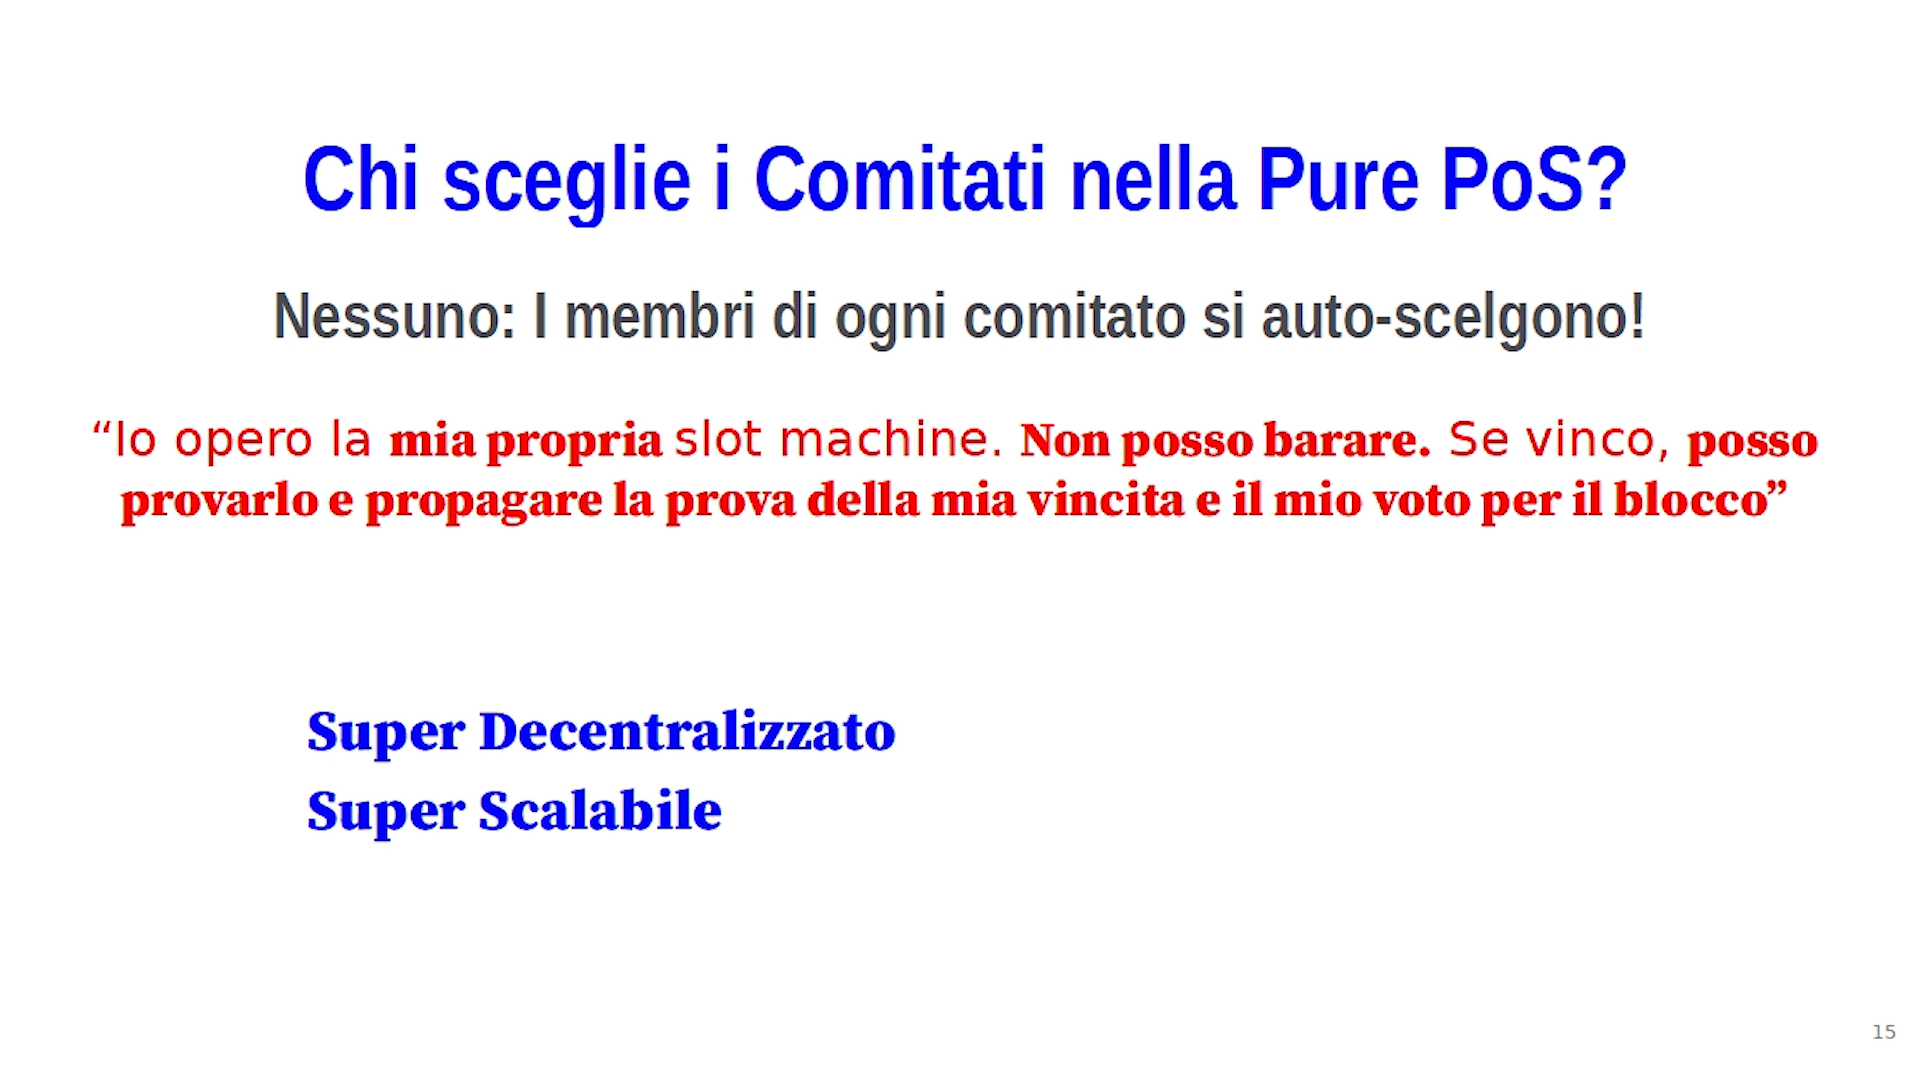 Chi sceglie i Comitati nella Pure PoS?
Nessuno: I membri di ogni comitato si auto-scelgono!
“Io opero la mia propria slot machine. Non posso barare. Se vinco, posso
provarlo e propagare la prova della mia vincita e il mio voto per il blocco”
Super Decentralizzato
Super Scalabile
15